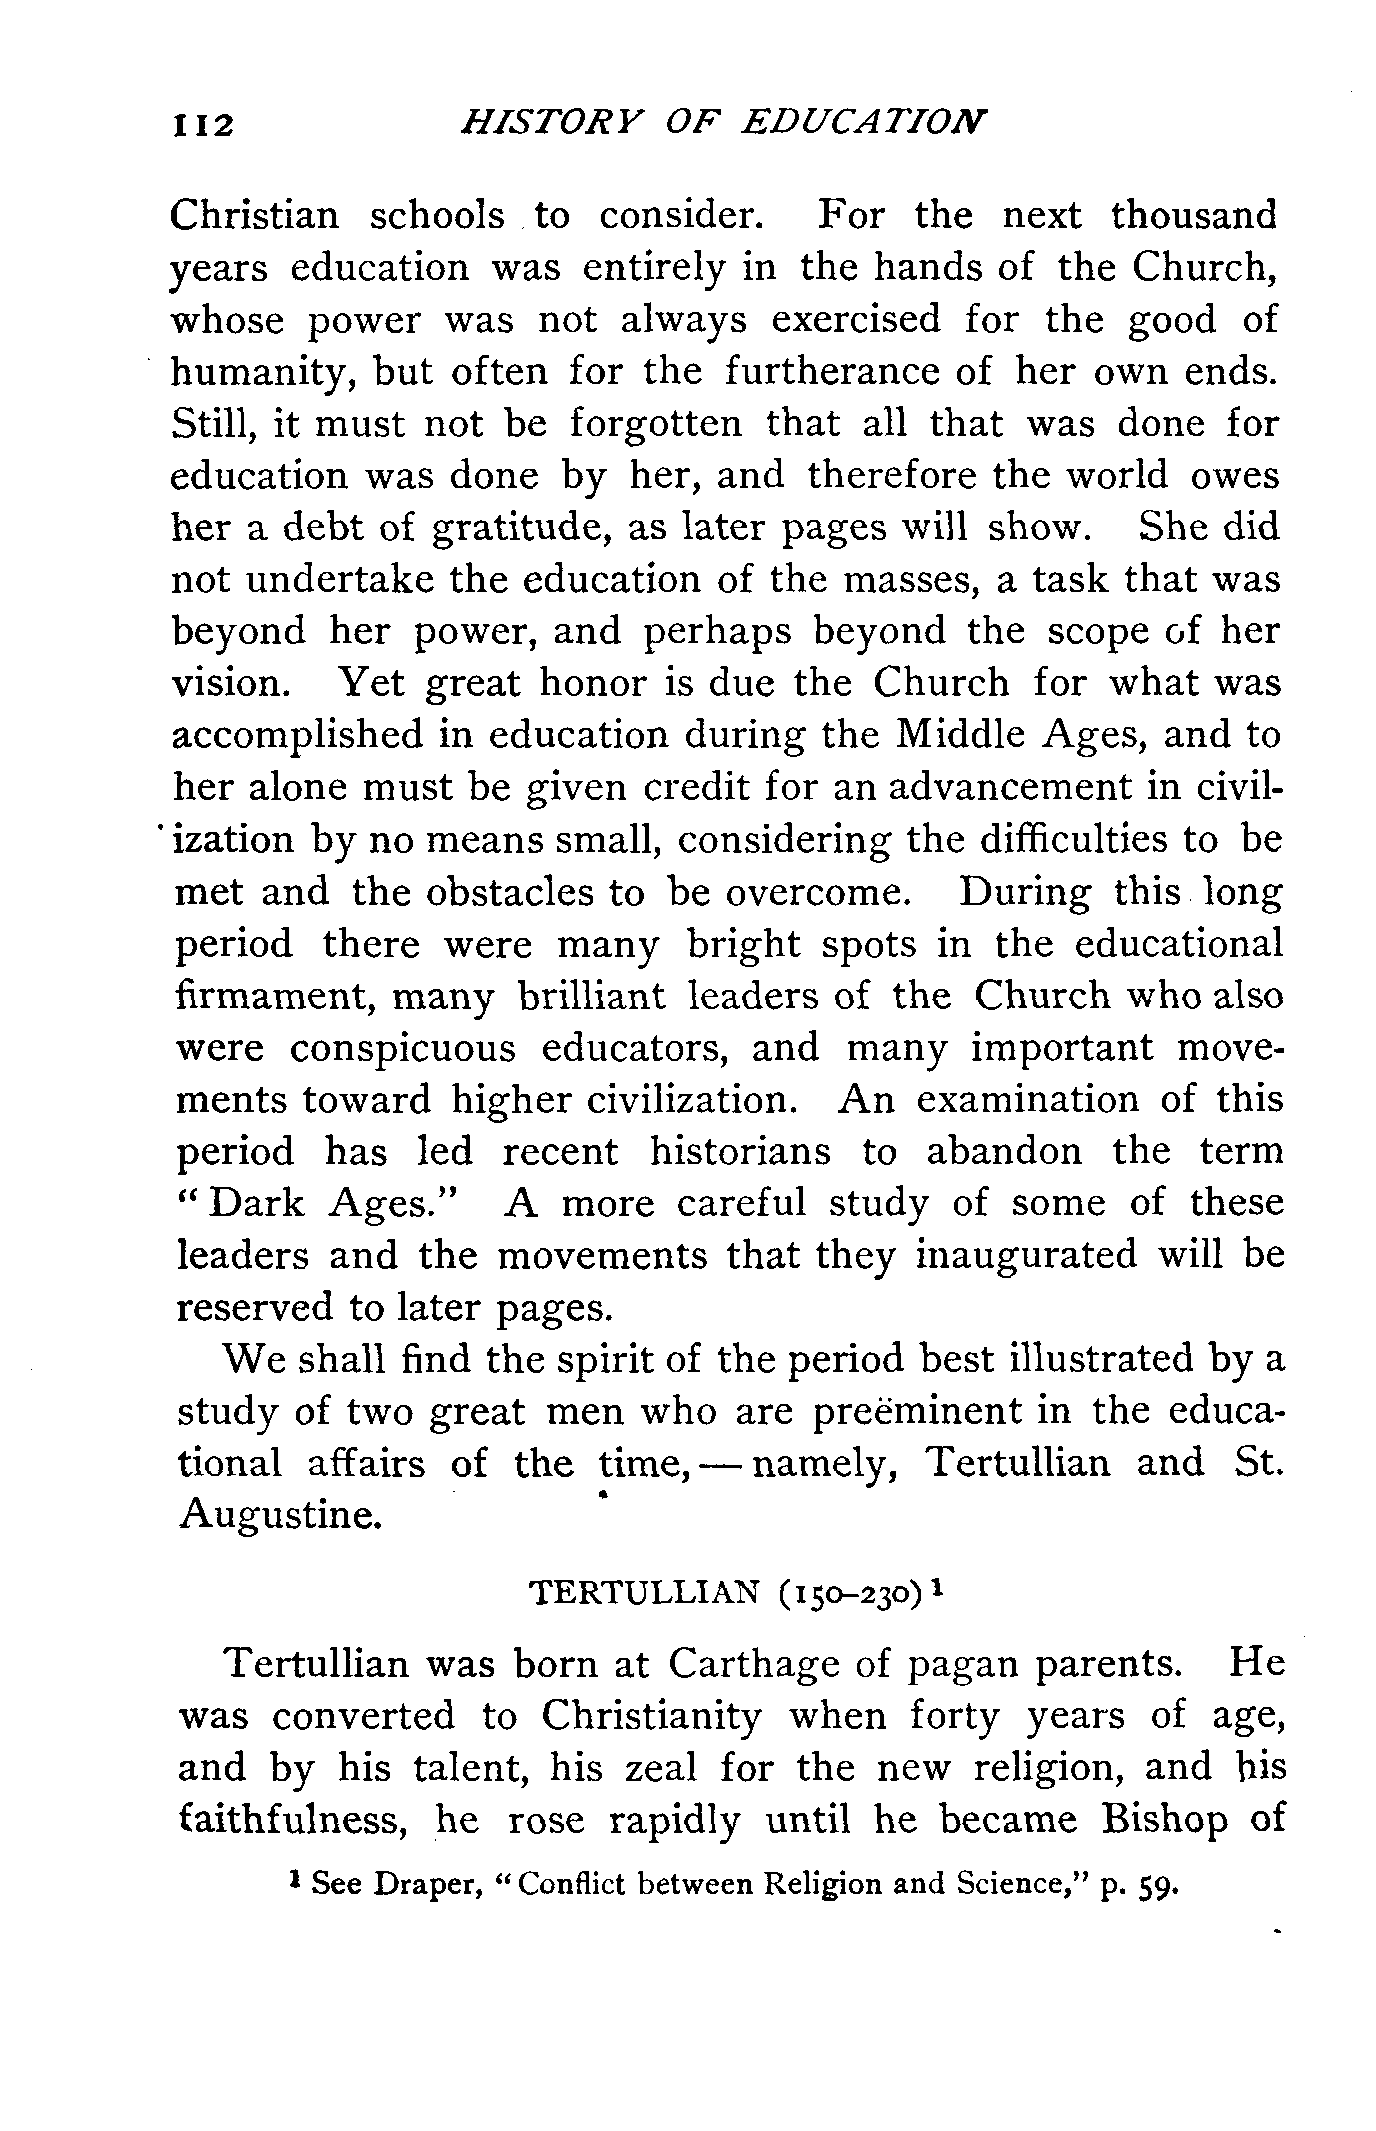 112 HISTORY OF EDUCATION
Christian schools to consider. For the next thousand
years education was entirely in the hands of the Church,
whose power was not always exercised for the good of
humanity, but often for the furtherance of her own ends.
Still, it must not be forgotten that all that was done for
education was done by her, and therefore the world owes
her a debt of gratitude, as later pages will show. She did
not undertake the education of the masses, a task that was
beyond her power, and perhaps beyond the scope of her
vision. Yet great honor is due the Church for what was
accomplished in education during the Middle Ages, and to
her alone must be given credit for an advancement in civil-
ization by no means small, considering the difficulties to be
met and the obstacles to be overcome. During this long
period there were many bright spots in the educational
firmament, many brilliant leaders of the Church who also
were conspicuous educators, and many important move-
ments toward higher civilization. An examination of this
period has led recent historians to abandon the term
“Dark Ages.” A more careful study of some of these
leaders and the movements that they inaugurated will be
reserved to later pages.
We shall find the spirit of the period best illustrated by a
study of two great men who are preëminent in the educa-
tional affairs of the time, — namely, Tertullian and St.
Augustine.
TERTULLIAN (150–230) ¹
Tertullian was born at Carthage of pagan parents. He
was converted to Christianity when forty years of age,
and by his talent, his zeal for the new religion, and his
faithfulness, he rose rapidly until he became Bishop of
¹ See Draper, “Conflict between Religion and Science,” p. 59.